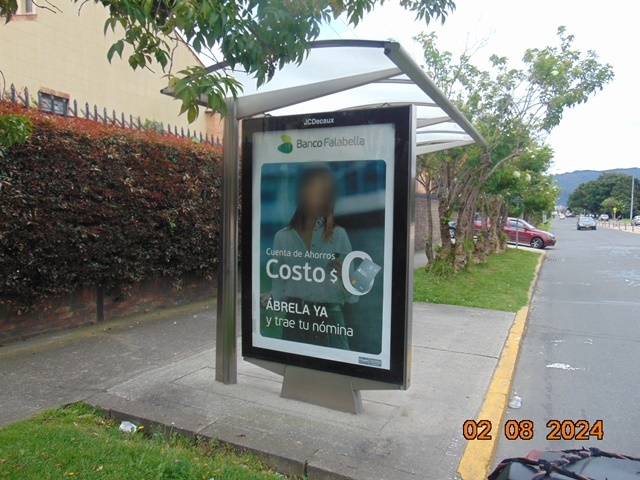 JCDecaux
Banco Falabella
Cuenta de Ahorros
Costo $0
ÁBRELA YA
y trae tu nómina
02 08 2024